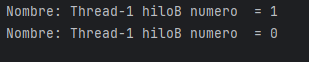 Nombre: Thread-1 hiloB numero  = 1
Nombre: Thread-1 hiloB numero  = 0